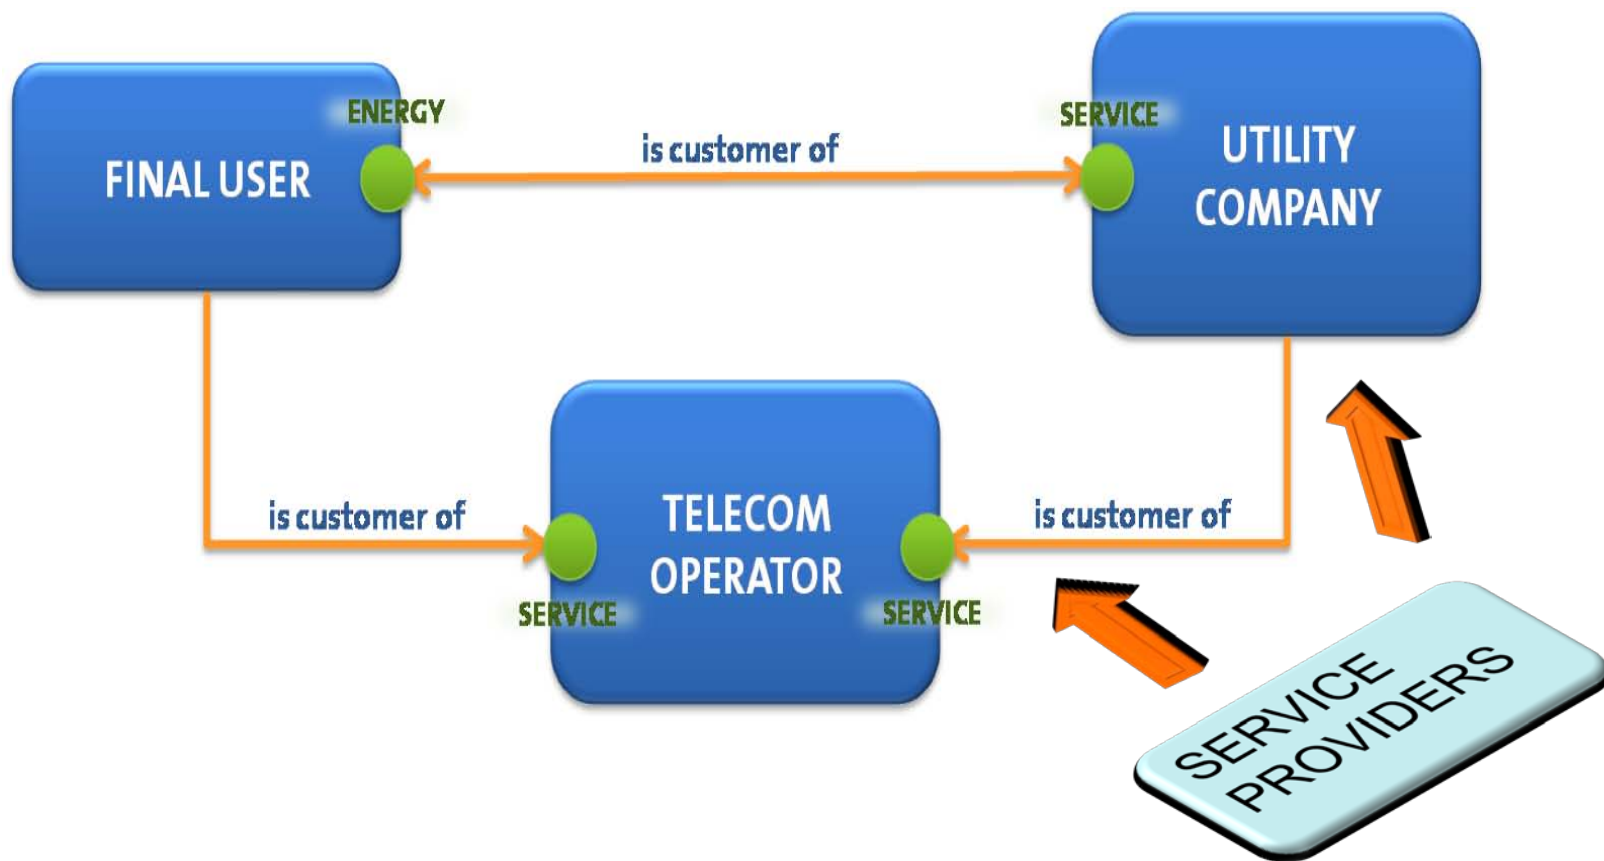 ENERGY
FINAL USER
is customer of
SERVICE
UTILITY
COMPANY
is customer of
SERVICE
TELECOM
OPERATOR
SERVICE
is customer of
SERVICE
PROVIDERS